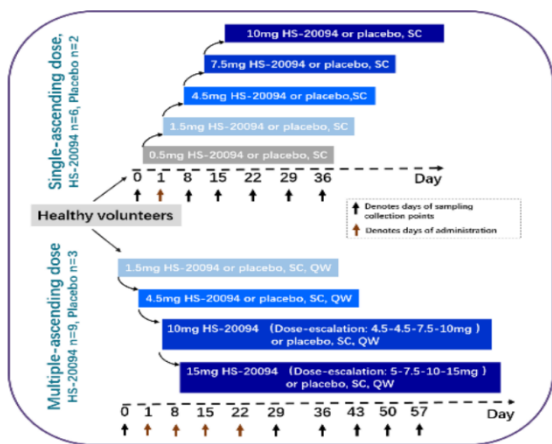 Single-ascending dose,
HS-20094 n=6, Placebo n=2
10mg HS-20094 or placebo, SC
7.5mg HS-20094 or placebo, SC
4.5mg HS-20094 or placebo,SC
1.5mg HS-20094 or placebo, SC
0.5mg HS-20094 or placebo, SC
0 1 8 15 22 29 36 Day
Healthy volunteers
Denotes days of sampling
collection points
Denotes days of administration
Multiple-ascending dose
HS-20094 n=9, Placebo n=3
1.5mg HS-20094 or placebo, SC, QW
4.5mg HS-20094 or placebo, SC, QW
10mg HS-20094 (Dose-escalation: 4.5-4.5-7.5-10mg )
or placebo, SC, QW
15mg HS-20094 (Dose-escalation: 5-7.5-10-15mg )
or placebo, SC, QW
0 1 8 15 22 29 36 43 50 57 Day